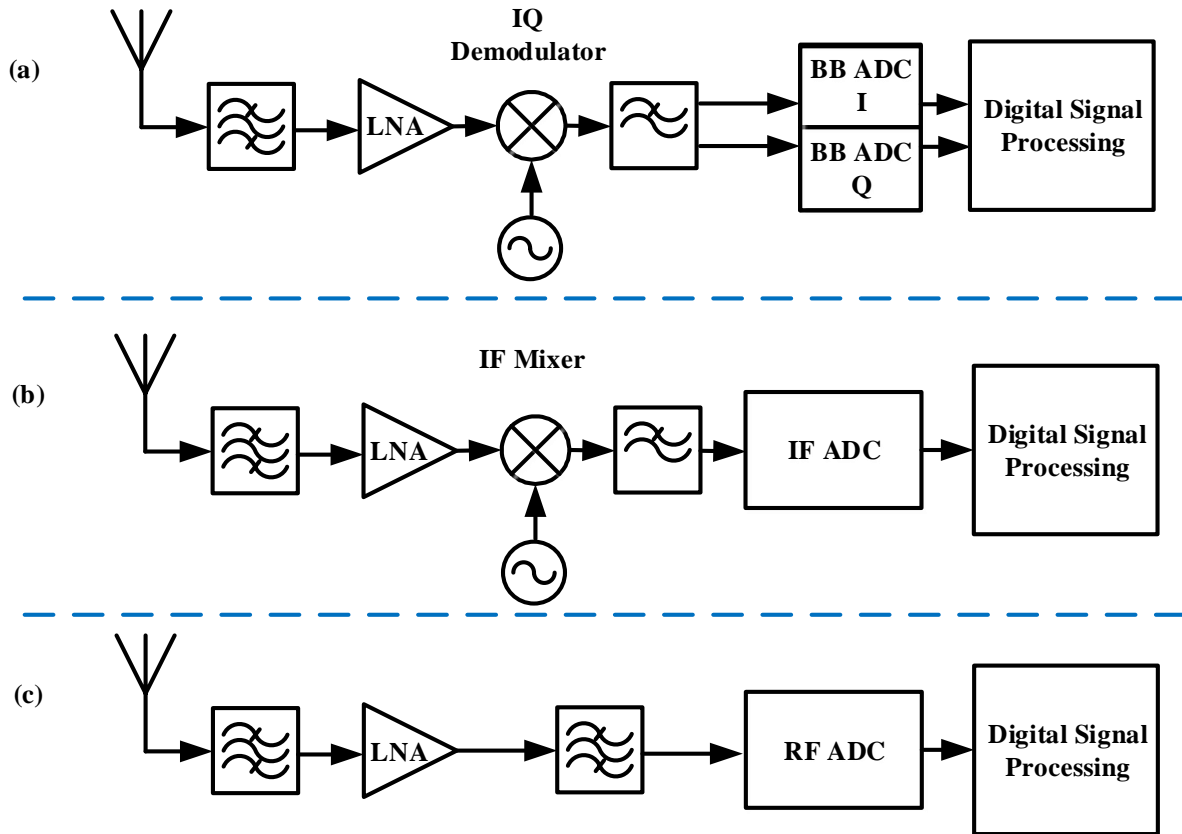 IQ
Demodulator
(a)
LNA
BB ADC
I
BB ADC
Q
Digital Signal
Processing
IF Mixer
(b)
LNA
IF ADC
Digital Signal
Processing
(c)
LNA
RF ADC
Digital Signal
Processing